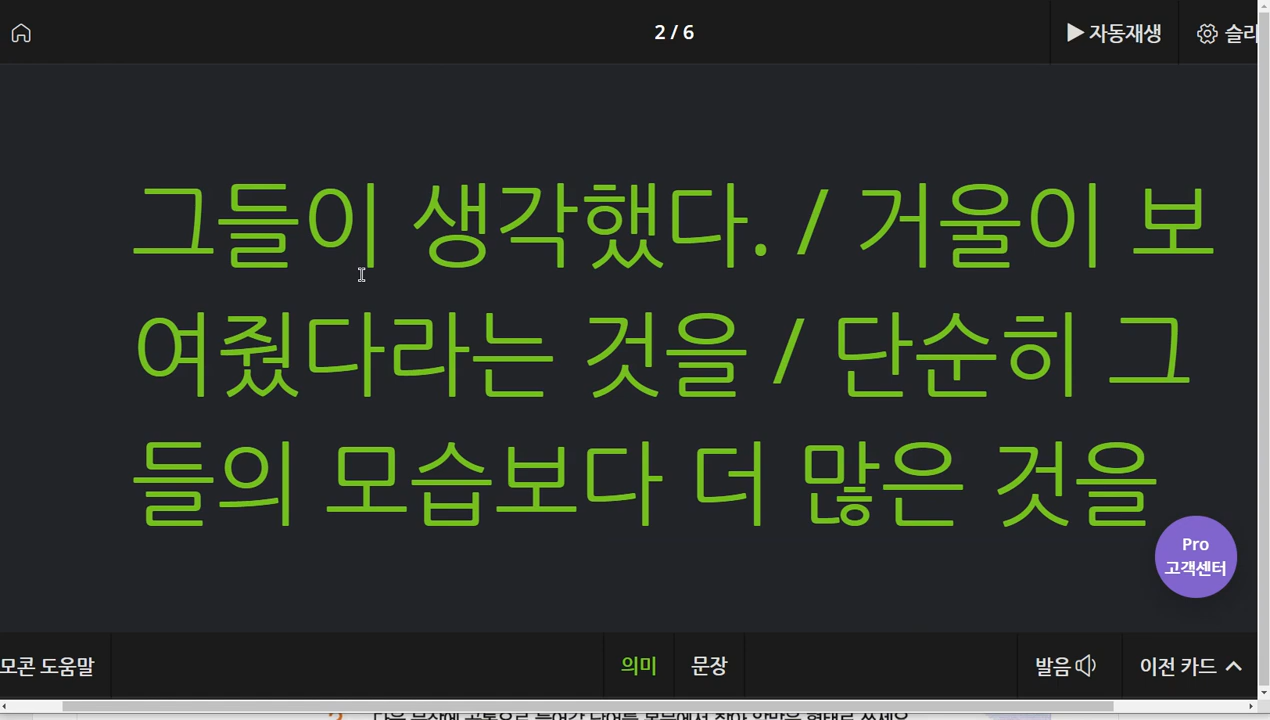 2 / 6
자동재생
슬라
그들이 생각했다. / 거울이 보
여줬다라는 것을 / 단순히 그
들의 모습보다 더 많은 것을
Pro
고객센터
모콘 도움말
의미
문장
발음
이전 카드